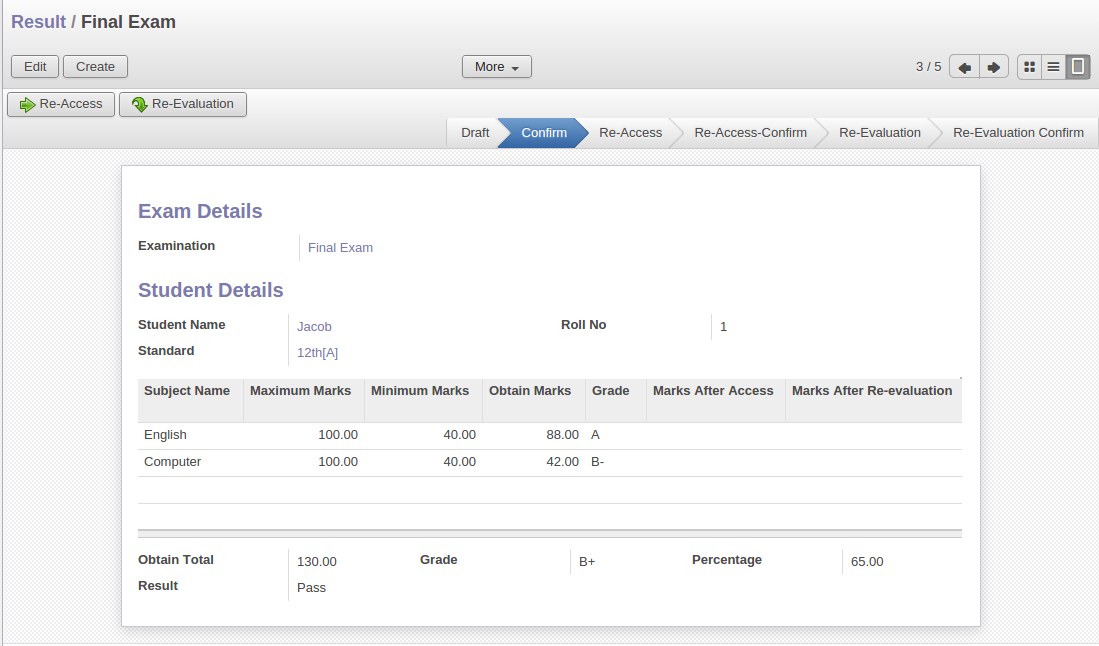 Result / Final Exam
Edit Create More 3 / 5
Re-Access Re-Evaluation
Draft Confirm Re-Access Re-Access-Confirm Re-Evaluation Re-Evaluation Confirm
Exam Details
Examination Final Exam
Student Details
Student Name Jacob Roll No 1
Standard 12th[A]
Subject Name Maximum Marks Minimum Marks Obtain Marks Grade Marks After Access Marks After Re-evaluation
English 100.00 40.00 88.00 A
Computer 100.00 40.00 42.00 B-
Obtain Total 130.00 Grade B+ Percentage 65.00
Result Pass